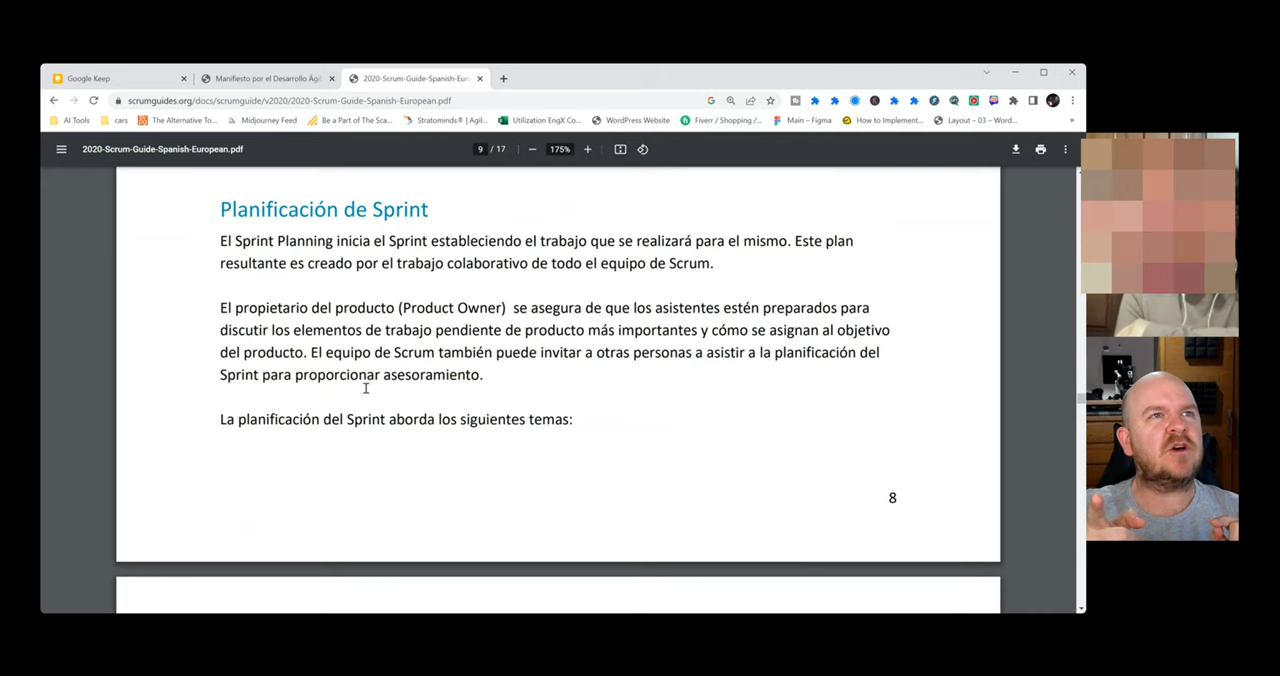 Google Keep
Manifiesto por el Desarrollo Ágil
2020-Scrum-Guide-Spanish-Euro
scrumguides.org/docs/scrumguide/v2020/2020-Scrum-Guide-Spanish-European.pdf
AI Tools
cars
The Alternative To...
Midjourney Feed
Be a Part of The Sca...
Stratominds® | Agil...
Utilization EngX Co...
WordPress Website
Fiverr / Shopping /...
Main – Figma
How to Implement...
Layout – 03 – Word...
»
2020-Scrum-Guide-Spanish-European.pdf
9 / 17
175%
Planificación de Sprint
El Sprint Planning inicia el Sprint estableciendo el trabajo que se realizará para el mismo. Este plan
resultante es creado por el trabajo colaborativo de todo el equipo de Scrum.
El propietario del producto (Product Owner)  se asegura de que los asistentes estén preparados para
discutir los elementos de trabajo pendiente de producto más importantes y cómo se asignan al objetivo
del producto. El equipo de Scrum también puede invitar a otras personas a asistir a la planificación del
Sprint para proporcionar asesoramiento.
La planificación del Sprint aborda los siguientes temas:
8